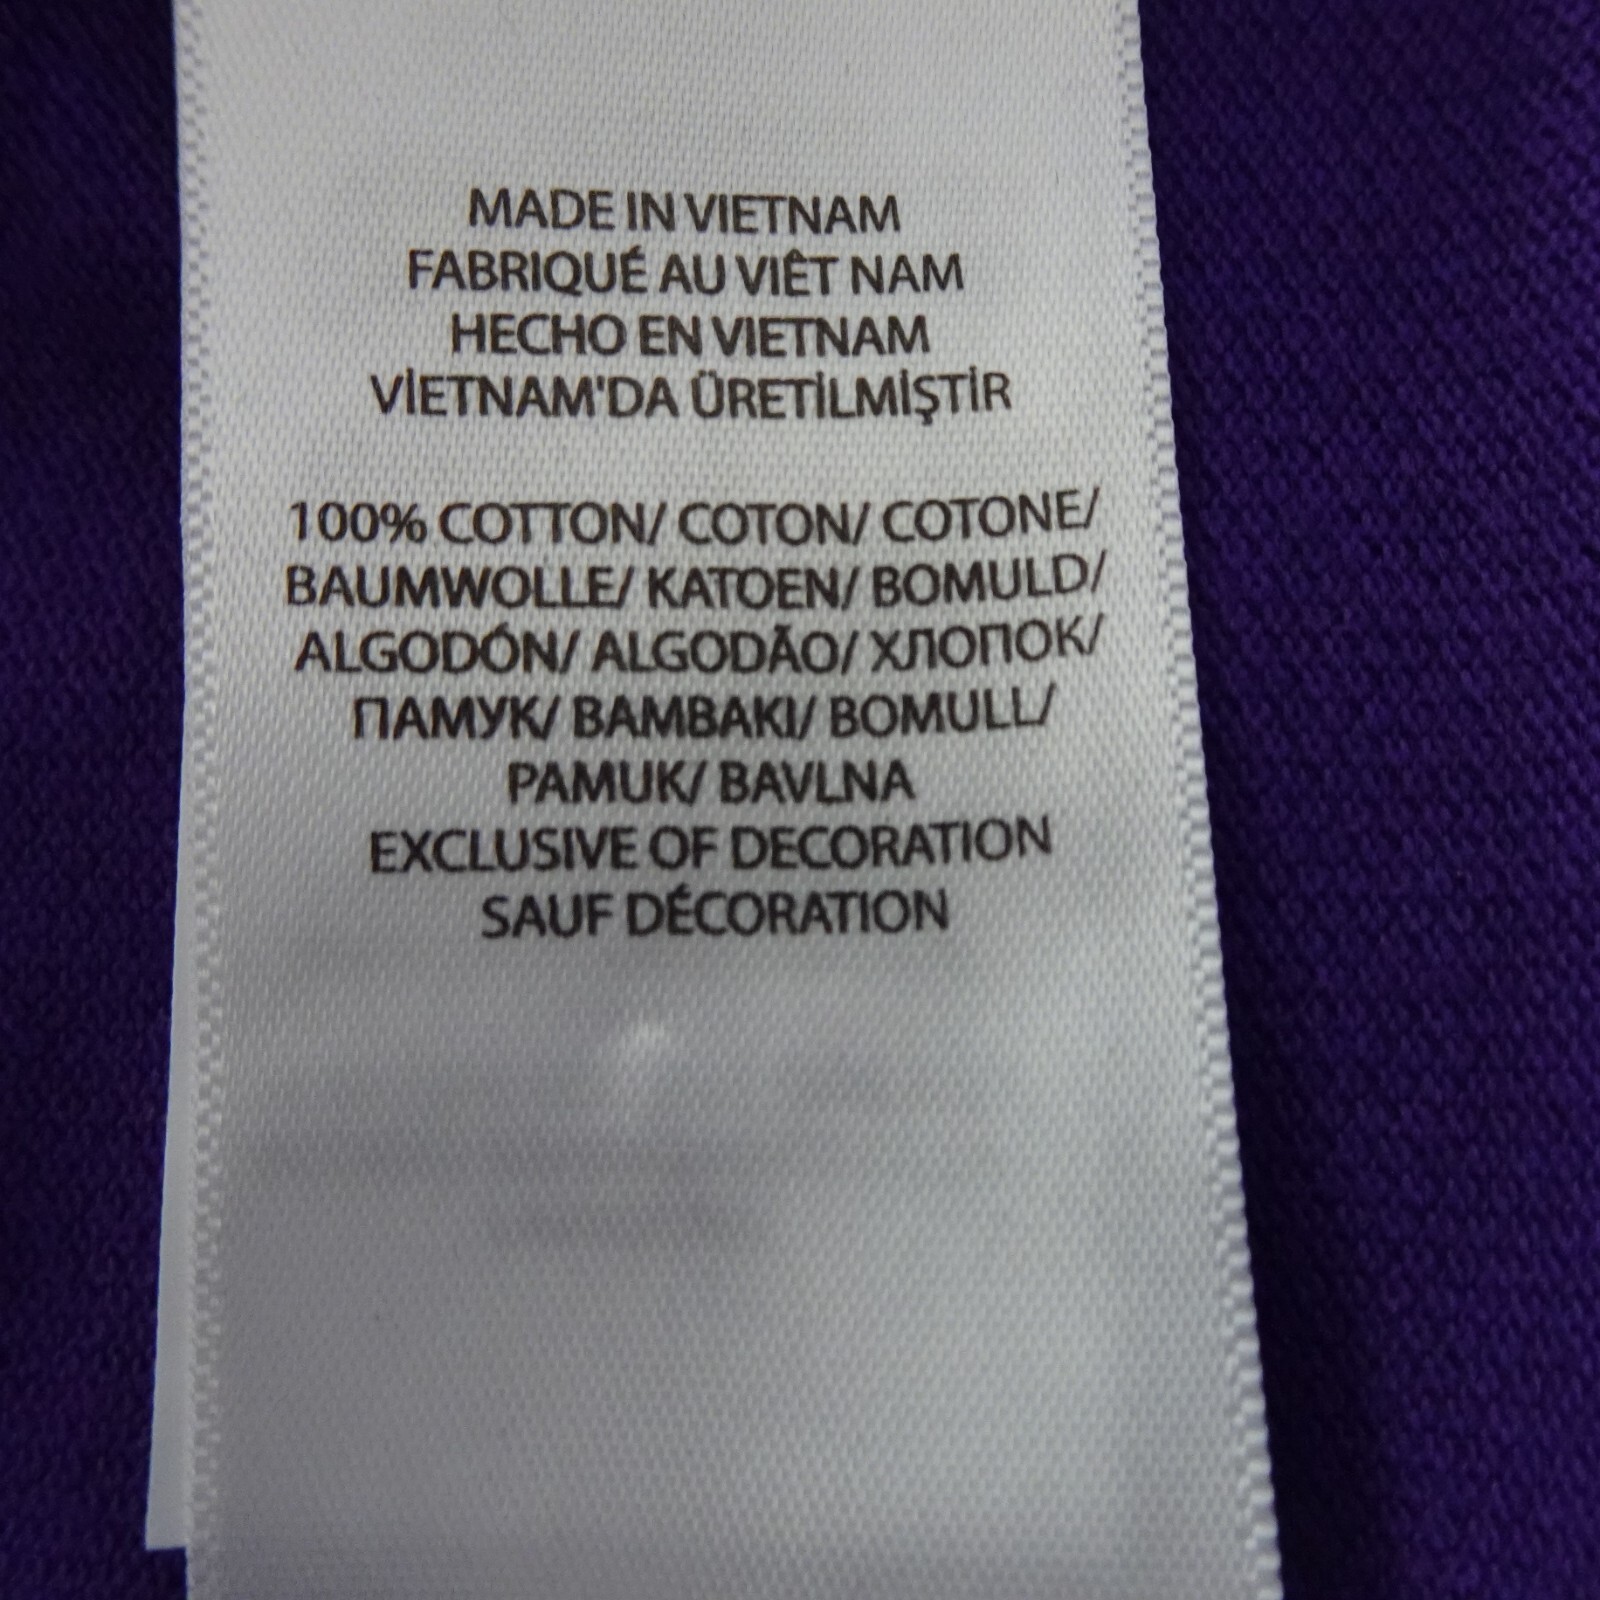 MADE IN VIETNAM
FABRIQUÉ AU VIÊT NAM
HECHO EN VIETNAM
VİETNAM'DA ÜRETİLMİŞTİR
100% COTTON/ COTON/ COTONE/
BAUMWOLLE/ KATOEN/ BOMULD/
ALGODÓN/ ALGODÃO/ ХЛОПОК/
ПАМУК/ BAMBAKI/ BOMULL/
PAMUK/ BAVLNA
EXCLUSIVE OF DECORATION
SAUF DÉCORATION